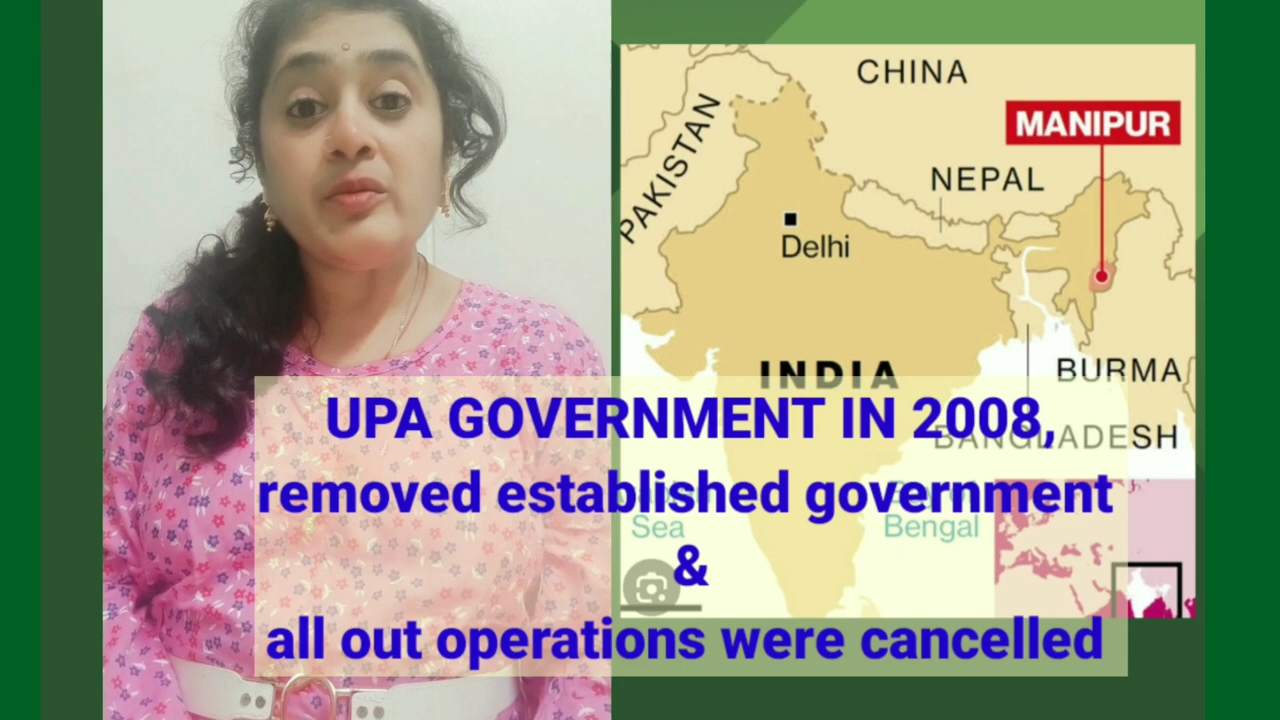 CHINA
MANIPUR
PAKISTAN
NEPAL
Delhi
INDIA
BURMA
BANGLADESH
Sea
Bengal
UPA GOVERNMENT IN 2008,
removed established government
&
all out operations were cancelled